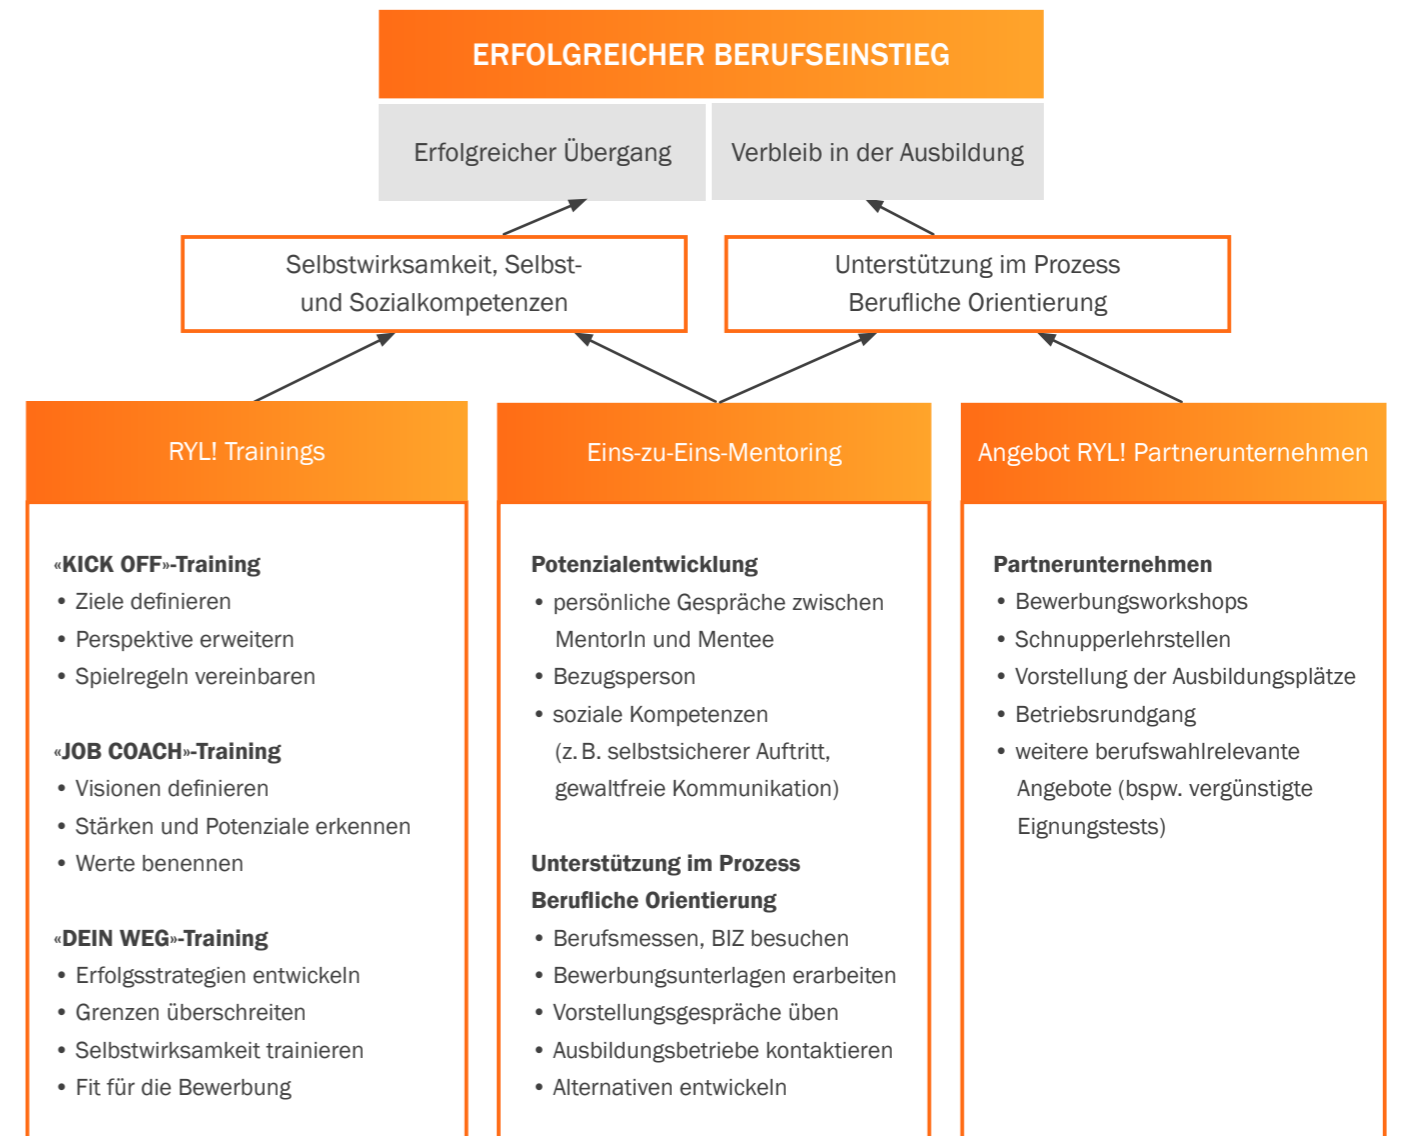 ERFOLGREICHER BERUFSEINSTIEG
Erfolgreicher Übergang
Verbleib in der Ausbildung
Selbstwirksamkeit, Selbst-
und Sozialkompetenzen
Unterstützung im Prozess
Berufliche Orientierung
RYL! Trainings
«KICK OFF»-Training
• Ziele definieren
• Perspektive erweitern
• Spielregeln vereinbaren
«JOB COACH»-Training
• Visionen definieren
• Stärken und Potenziale erkennen
• Werte benennen
«DEIN WEG»-Training
• Erfolgsstrategien entwickeln
• Grenzen überschreiten
• Selbstwirksamkeit trainieren
• Fit für die Bewerbung
Eins-zu-Eins-Mentoring
Potenzialentwicklung
• persönliche Gespräche zwischen
MentorIn und Mentee
• Bezugsperson
• soziale Kompetenzen
(z. B. selbstsicherer Auftritt,
gewaltfreie Kommunikation)
Unterstützung im Prozess
Berufliche Orientierung
• Berufsmessen, BIZ besuchen
• Bewerbungsunterlagen erarbeiten
• Vorstellungsgespräche üben
• Ausbildungsbetriebe kontaktieren
• Alternativen entwickeln
Angebot RYL! Partnerunternehmen
Partnerunternehmen
• Bewerbungsworkshops
• Schnupperlehrstellen
• Vorstellung der Ausbildungsplätze
• Betriebsrundgang
• weitere berufswahlrelevante
Angebote (bspw. vergünstigte
Eignungstests)